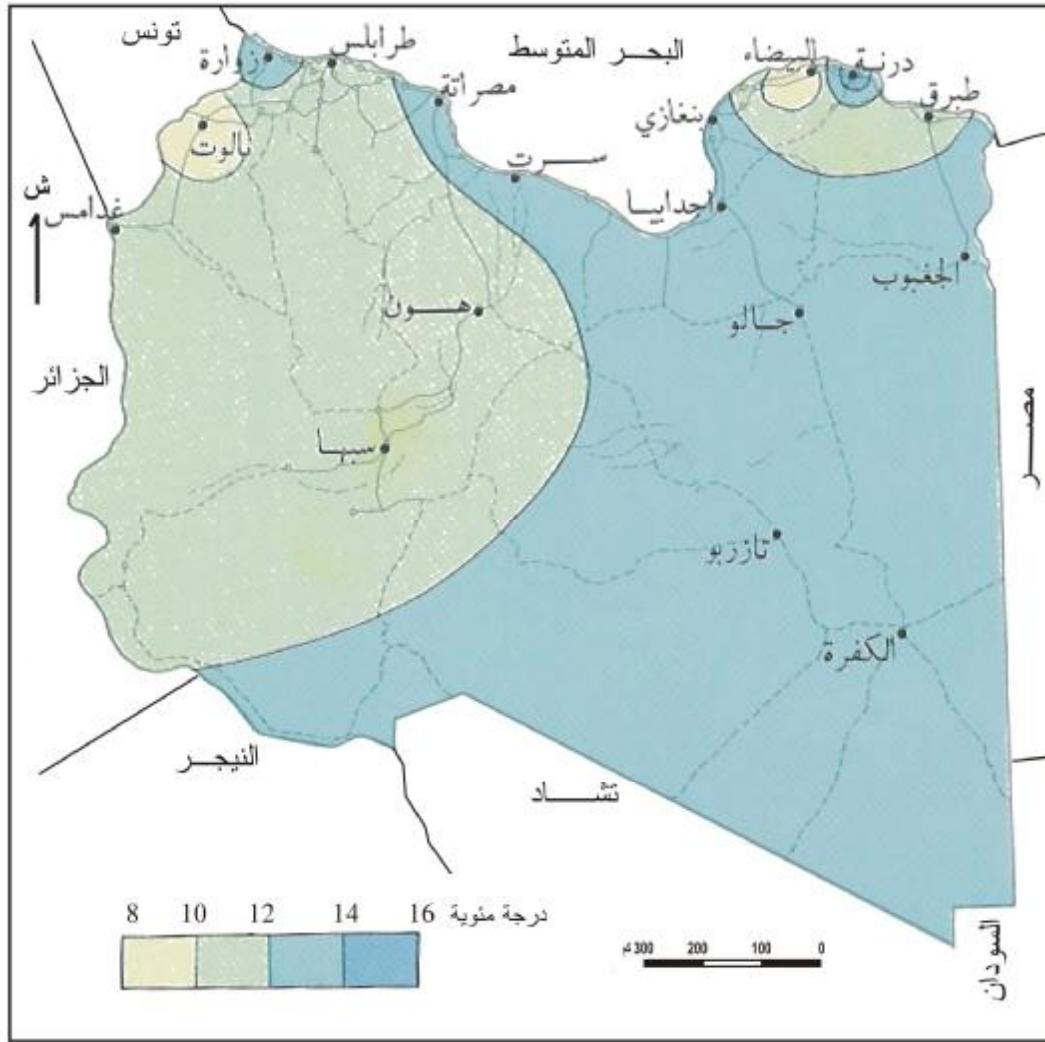 تونس
البحر المتوسط
طرابلس
زوارة
مصراتة
البيضاء
درنة
طبرق
بنغازي
نالوت
سرت
ش
اجدابيا
غدامس
الجغبوب
هون
جالو
الجزائر
مصر
سبها
تازربو
الكفرة
النيجر
تشاد
8 10 12 14 16 درجة مئوية
300 200 100 0
السودان